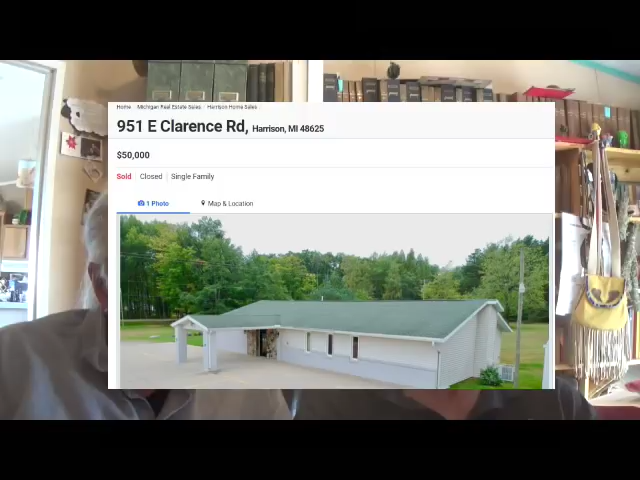 Home Michigan Real Estate Sales Harrison Home Sales
951 E Clarence Rd, Harrison, MI 48625
$50,000
Sold Closed Single Family
1 Photo Map & Location